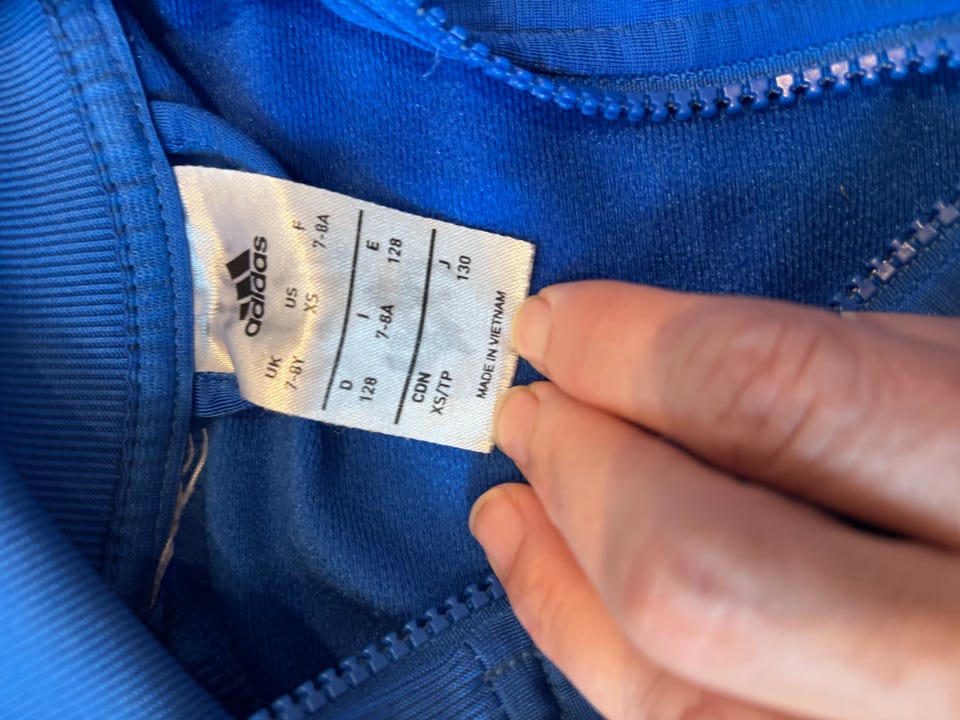 adidas
UK US F
7-8Y XS 7-8A
D I E
128 7-8A 128
CDN J
XS/TP 130
MADE IN VIETNAM